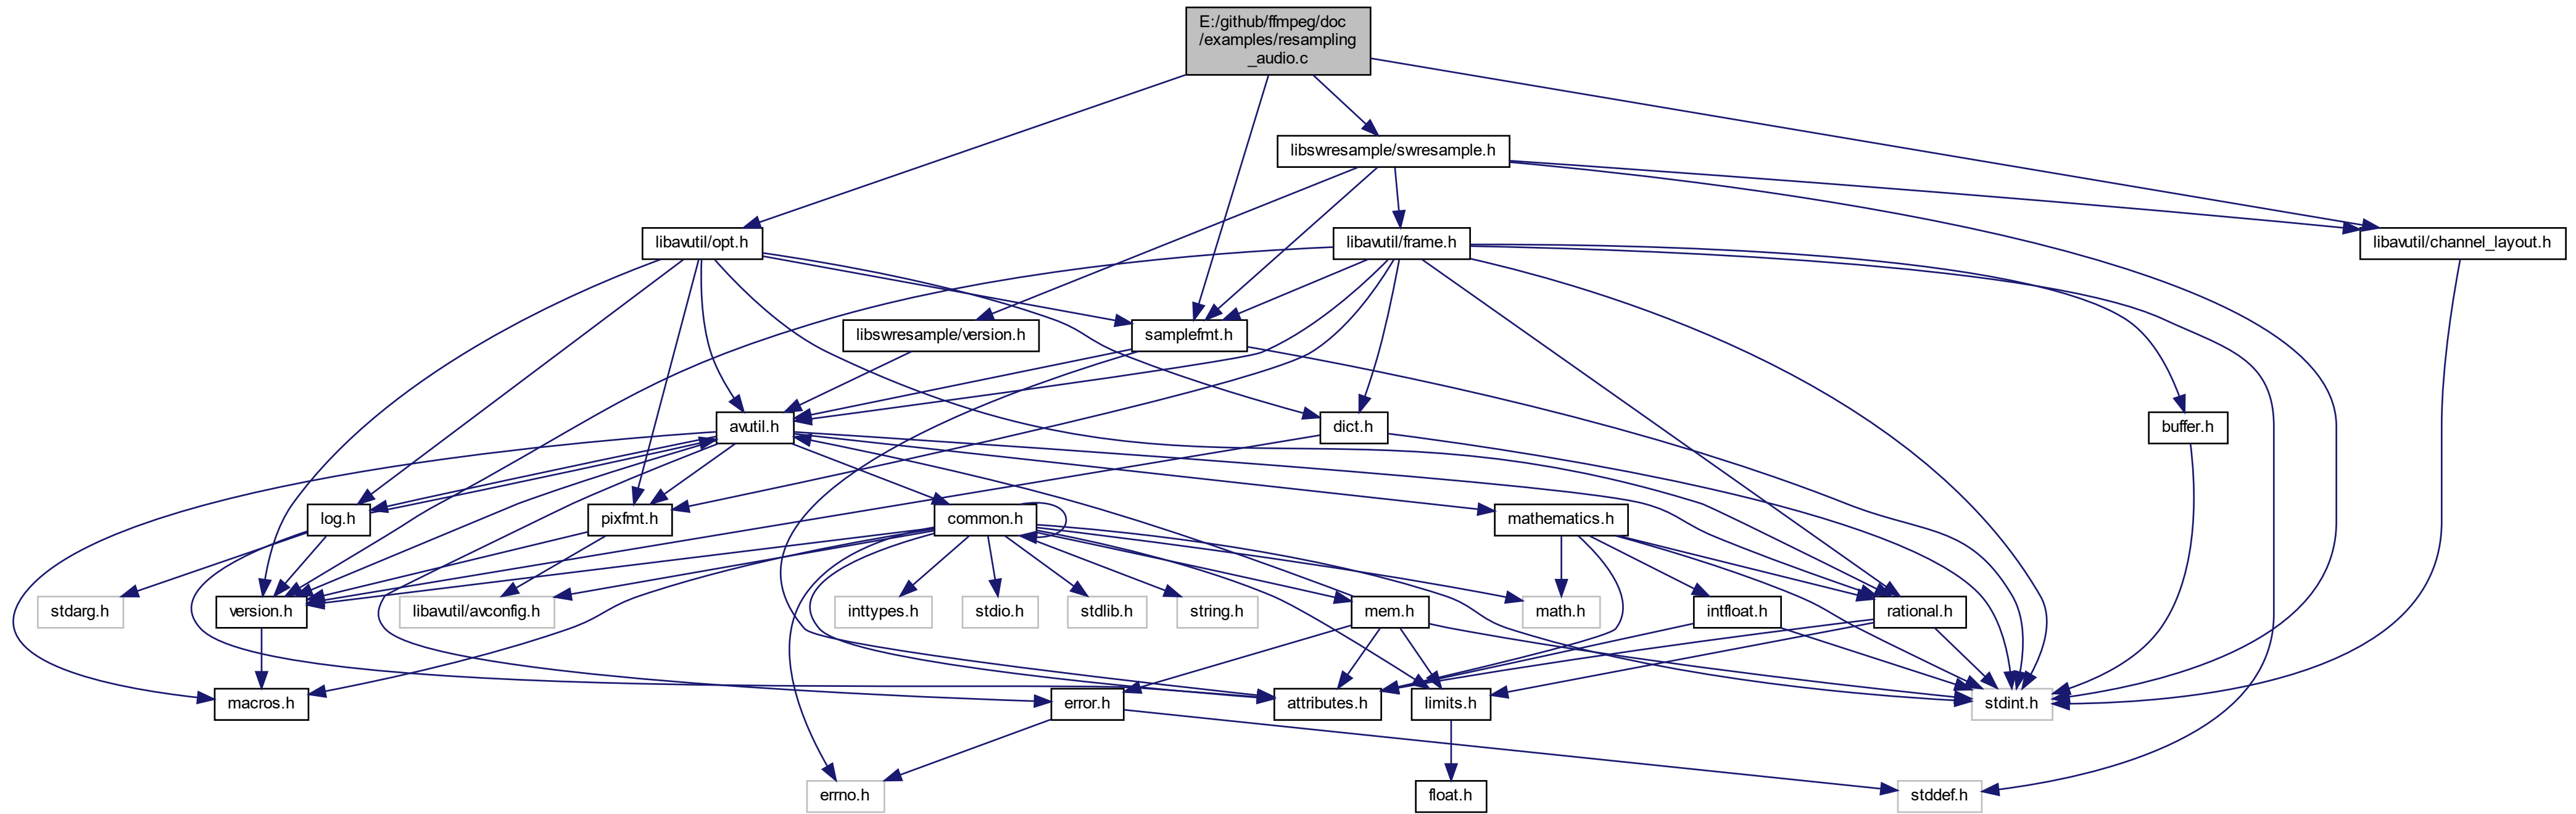 E:/github/ffmpeg/doc
/examples/resampling
_audio.c
libswresample/swresample.h
libavutil/opt.h
libavutil/frame.h
libavutil/channel_layout.h
libswresample/version.h
samplefmt.h
avutil.h
dict.h
buffer.h
log.h
pixfmt.h
common.h
mathematics.h
stdarg.h
version.h
libavutil/avconfig.h
inttypes.h
stdio.h
stdlib.h
string.h
mem.h
math.h
intfloat.h
rational.h
macros.h
error.h
attributes.h
limits.h
stdint.h
errno.h
float.h
stddef.h